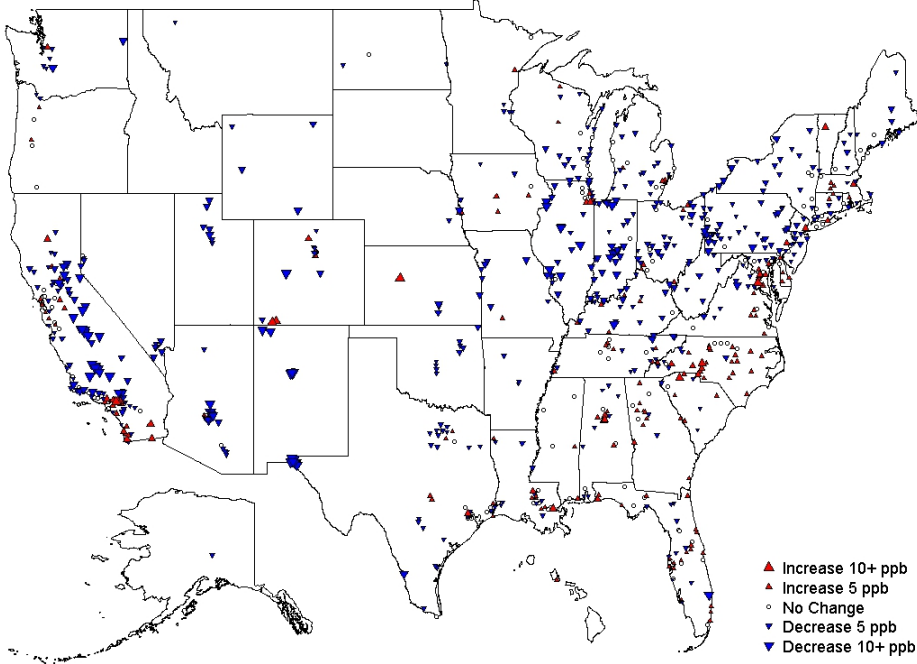 Increase 10+ ppb
Increase 5 ppb
No Change
Decrease 5 ppb
Decrease 10+ ppb